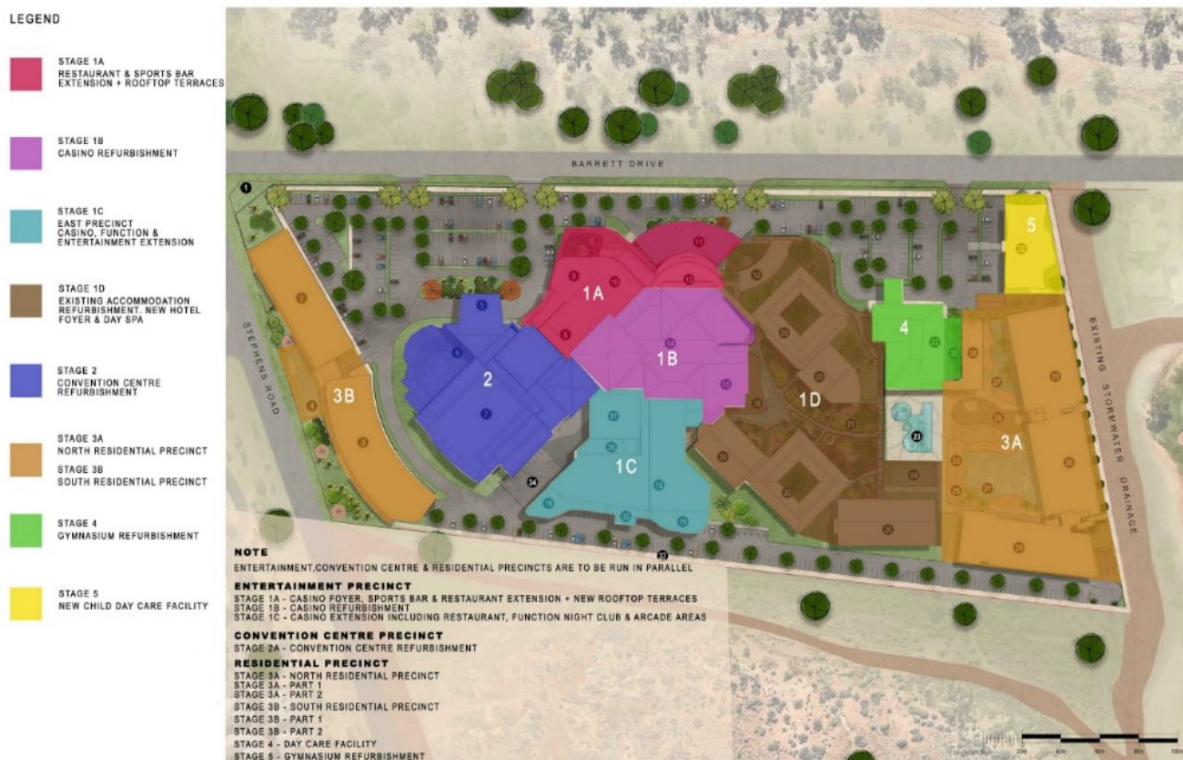 LEGEND
STAGE 1A
RESTAURANT & SPORTS BAR
EXTENSION + ROOFTOP TERRACES
STAGE 1B
CASINO REFURBISHMENT
STAGE 1C
EAST PRECINCT
CASINO, FUNCTION &
ENTERTAINMENT EXTENSION
STAGE 1D
EXISTING ACCOMMODATION
REFURBISHMENT. NEW HOTEL
FOYER & DAY SPA
STAGE 2
CONVENTION CENTRE
REFURBISHMENT
STAGE 3A
NORTH RESIDENTIAL PRECINCT
STAGE 3B
SOUTH RESIDENTIAL PRECINCT
STAGE 4
GYMNASIUM REFURBISHMENT
STAGE 5
NEW CHILD DAY CARE FACILITY
BARRETT DRIVE
STEPHENS ROAD
EXISTING STORMWATER DRAINAGE
1
5
1A
11
4
1B
2
3B
1D
3A
1C
34
NOTE
ENTERTAINMENT,CONVENTION CENTRE & RESIDENTIAL PRECINCTS ARE TO BE RUN IN PARALLEL
ENTERTAINMENT PRECINCT
STAGE 1A - CASINO FOYER, SPORTS BAR & RESTAURANT EXTENSION + NEW ROOFTOP TERRACES
STAGE 1B - CASINO REFURBISHMENT
STAGE 1C - CASINO EXTENSION INCLUDING RESTAURANT, FUNCTION NIGHT CLUB & ARCADE AREAS
CONVENTION CENTRE PRECINCT
STAGE 2A - CONVENTION CENTRE REFURBISHMENT
RESIDENTIAL PRECINCT
STAGE 3A - NORTH RESIDENTIAL PRECINCT
STAGE 3A - PART 1
STAGE 3A - PART 2
STAGE 3B - SOUTH RESIDENTIAL PRECINCT
STAGE 3B - PART 1
STAGE 3B - PART 2
STAGE 4 - DAY CARE FACILITY
STAGE 5 - GYMNASIUM REFURBISHMENT